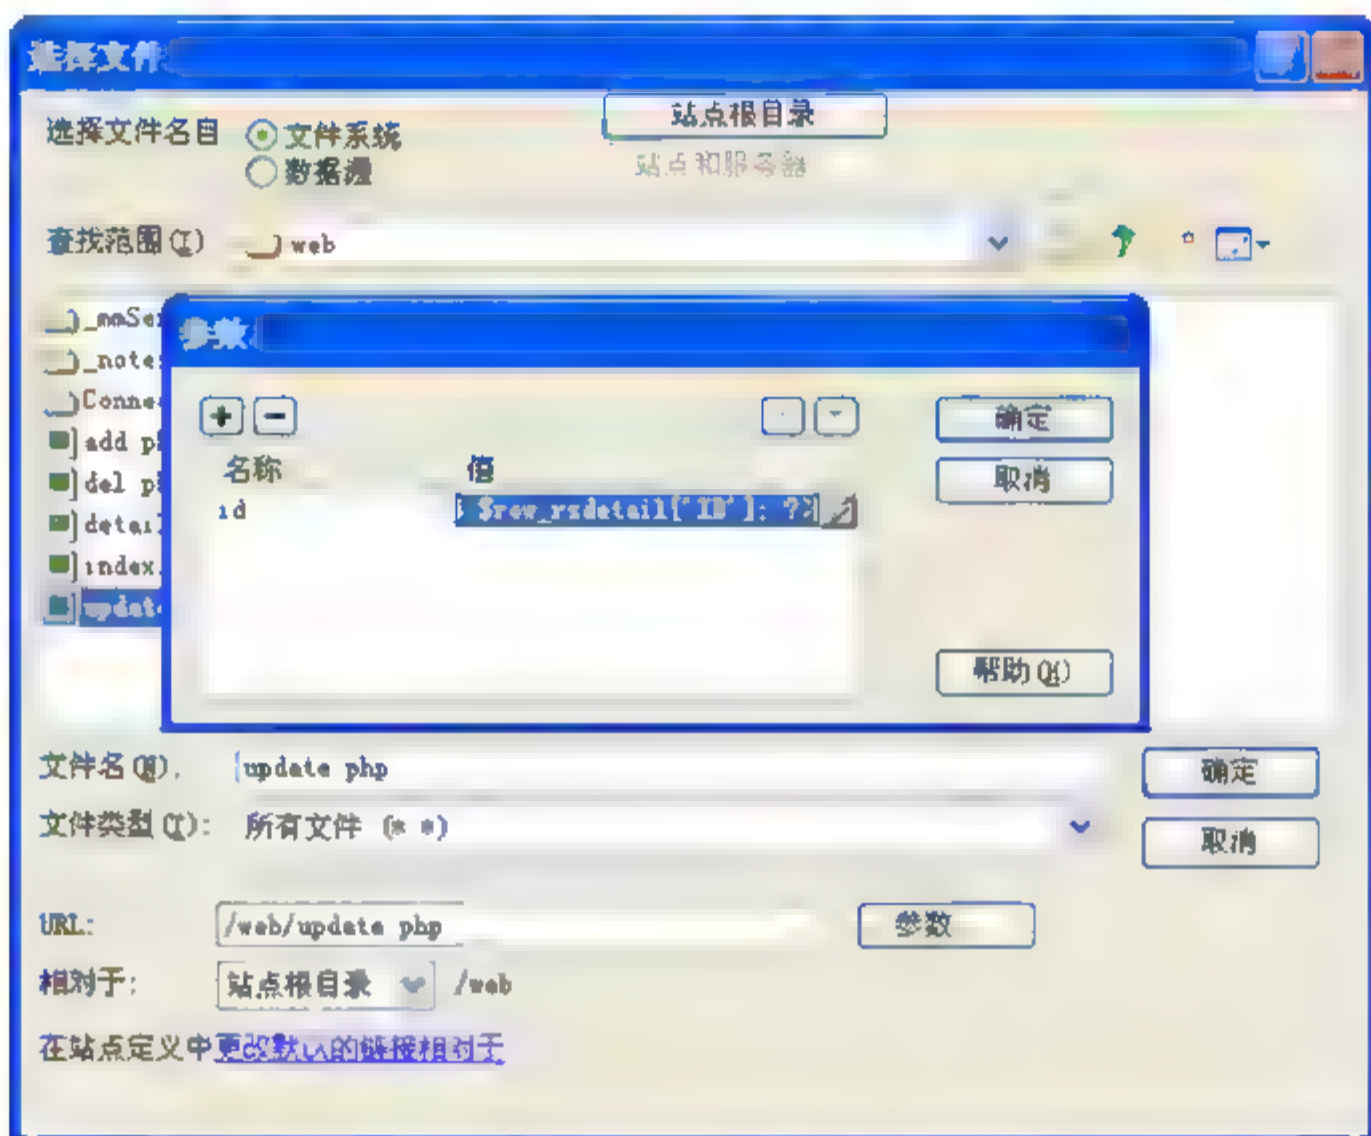 选择文件
选择文件名自 文件系统 站点根目录
数据源 站点和服务器
查找范围(I) web
_mmSe
_note
Conne
add p
del p
detail
index.
update
参数
名称 值
id $row_rsdetail['ID']; ?>
确定
取消
帮助(H)
文件名(N): update php 确定
文件类型(T): 所有文件 (* *) 取消
URL: /web/update php 参数
相对于: 站点根目录 /web
在站点定义中更改默认的链接相对于